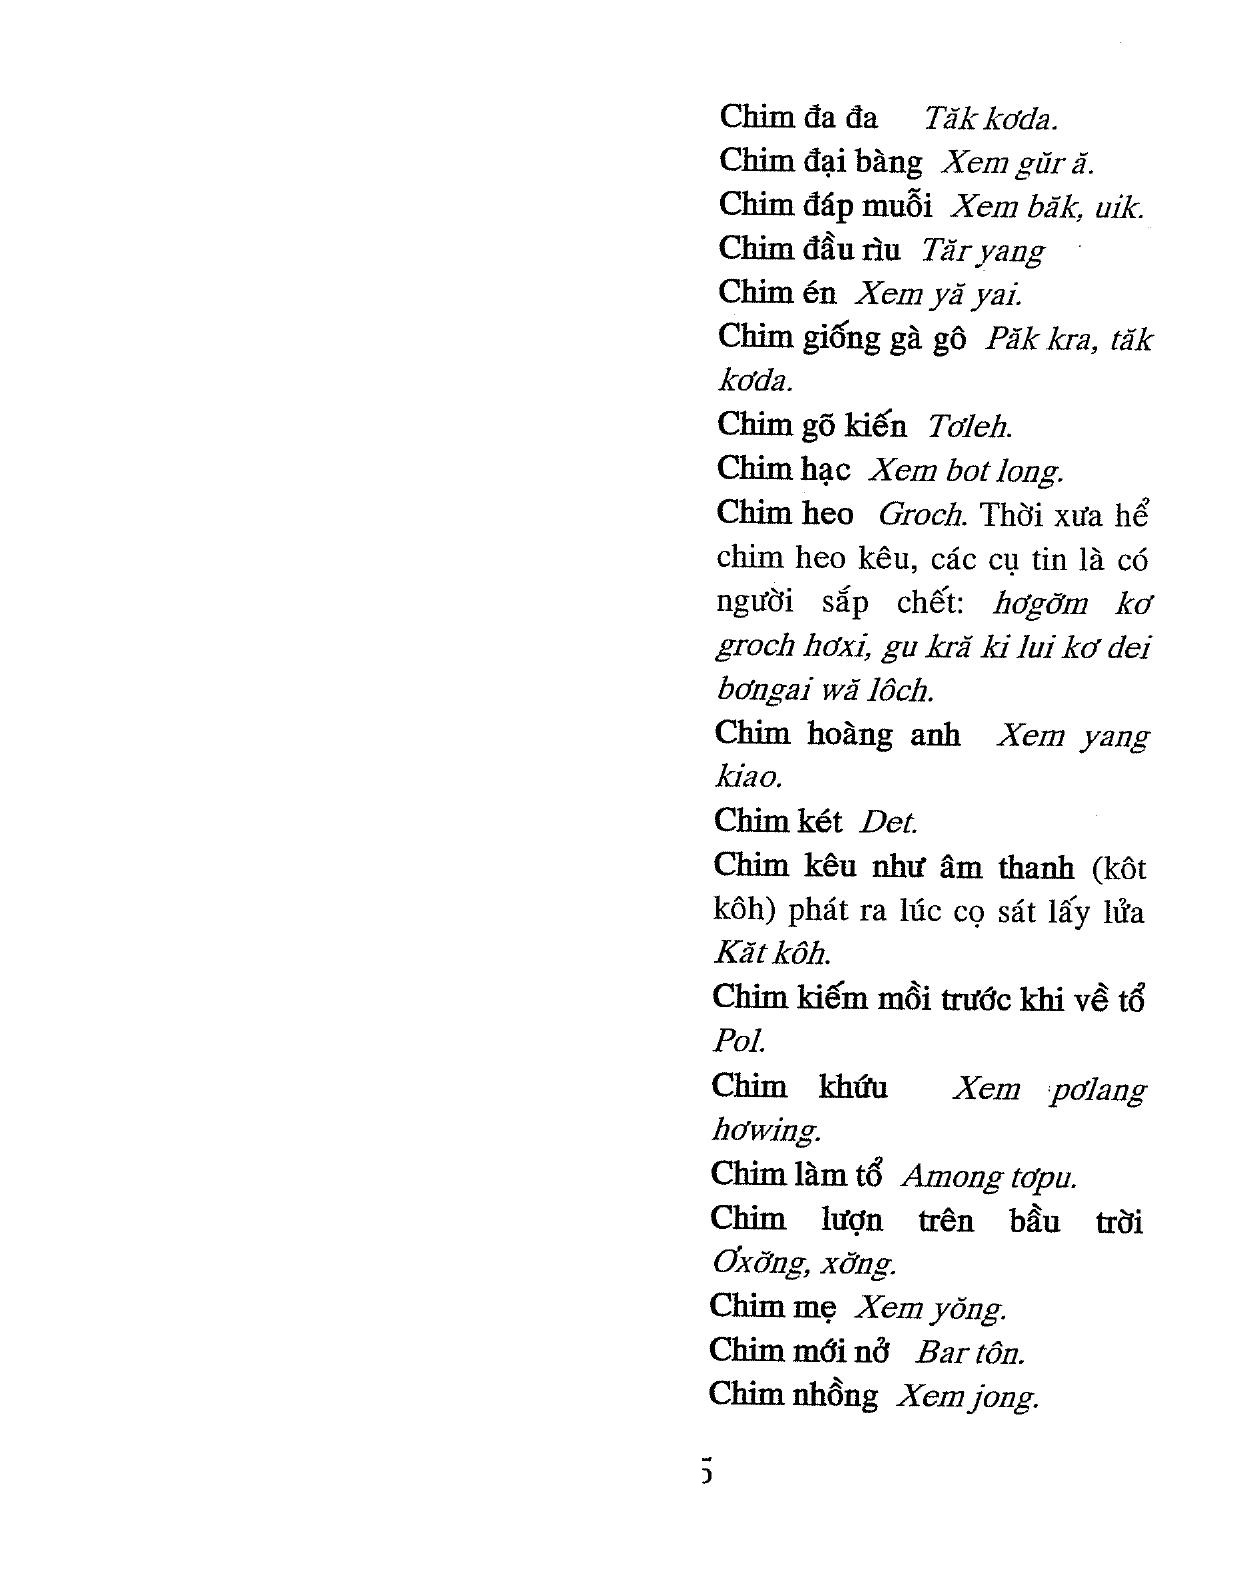 Chim đa đa Tăk kơda.
Chim đại bàng Xem gŭr ă.
Chim đáp muỗi Xem băk, uik.
Chim đầu rìu Tăr yang
Chim én Xem yă yai.
Chim giống gà gô Păk kra, tăk
kơda.
Chim gõ kiến Tơleh.
Chim hạc Xem bot long.
Chim heo Groch. Thời xưa hể
chim heo kêu, các cụ tin là có
người sắp chết: hơgơ̆m kơ
groch hơxi, gu kră ki lui kơ dei
bơngai wă lôch.
Chim hoàng anh Xem yang
kiao.
Chim két Det.
Chim kêu như âm thanh (kôt
kôh) phát ra lúc cọ sát lấy lửa
Kăt kôh.
Chim kiếm mồi trước khi về tổ
Pol.
Chim khứu Xem pơlang
hơwing.
Chim làm tổ Among tơpu.
Chim lượn trên bầu trời
Ơxơ̆ng, xơ̆ng.
Chim mẹ Xem yŏng.
Chim mới nở Bar tôn.
Chim nhồng Xem jong.